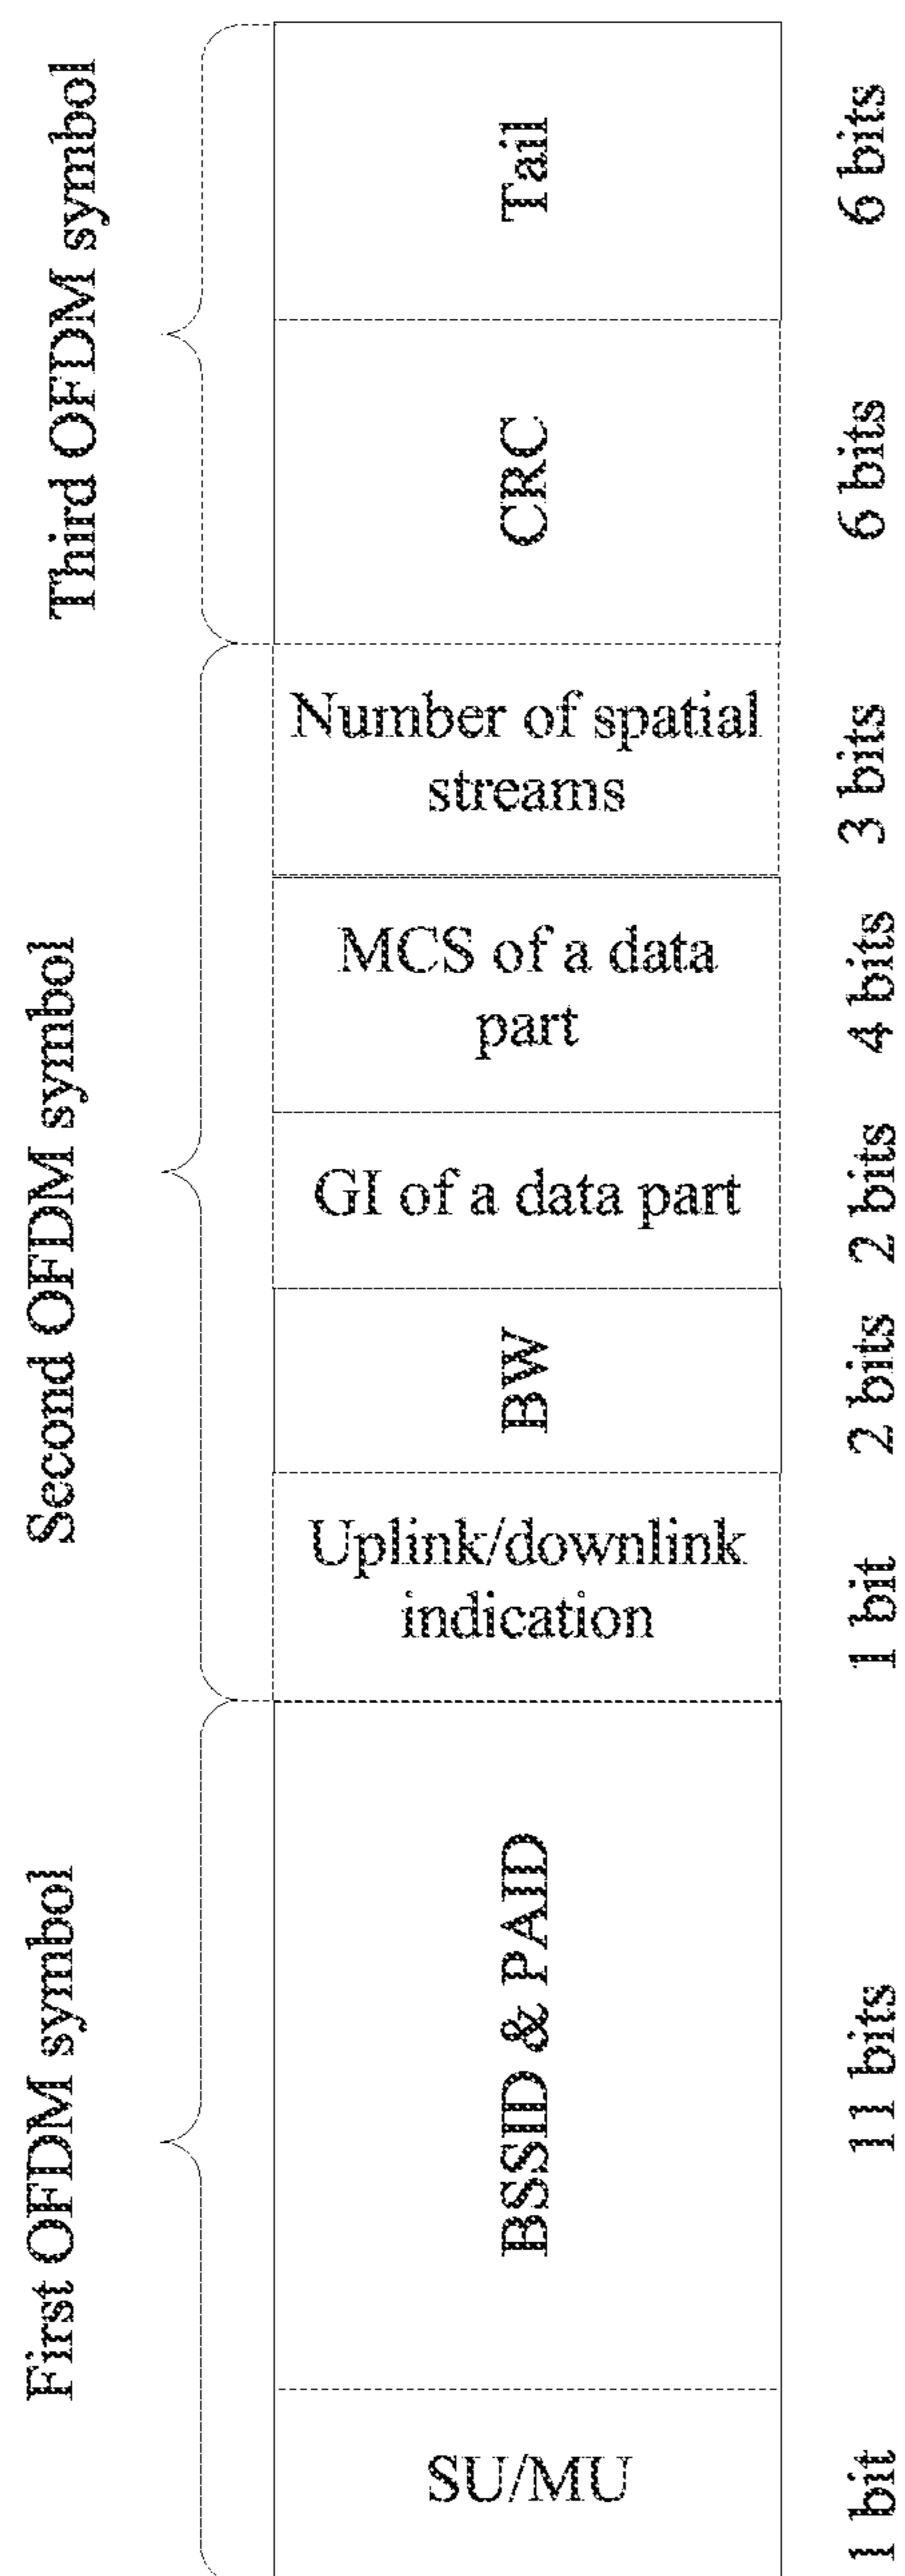 Third OFDM symbol
Tail
6 bits
CRC
6 bits
Second OFDM symbol
Number of spatial
streams
3 bits
MCS of a data
part
4 bits
GI of a data part
2 bits
BW
2 bits
Uplink/downlink
indication
1 bit
First OFDM symbol
BSSID & PAID
11 bits
SU/MU
1 bit